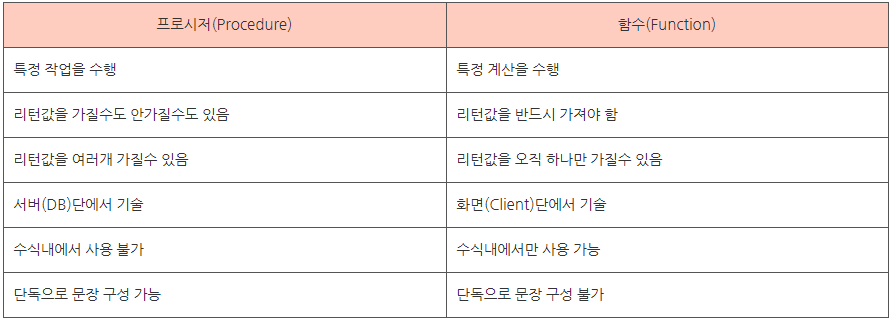 프로시저(Procedure) 함수(Function)
특정 작업을 수행 특정 계산을 수행
리턴값을 가질수도 안가질수도 있음 리턴값을 반드시 가져야 함
리턴값을 여러개 가질수 있음 리턴값을 오직 하나만 가질수 있음
서버(DB)단에서 기술 화면(Client)단에서 기술
수식내에서 사용 불가 수식내에서만 사용 가능
단독으로 문장 구성 가능 단독으로 문장 구성 불가